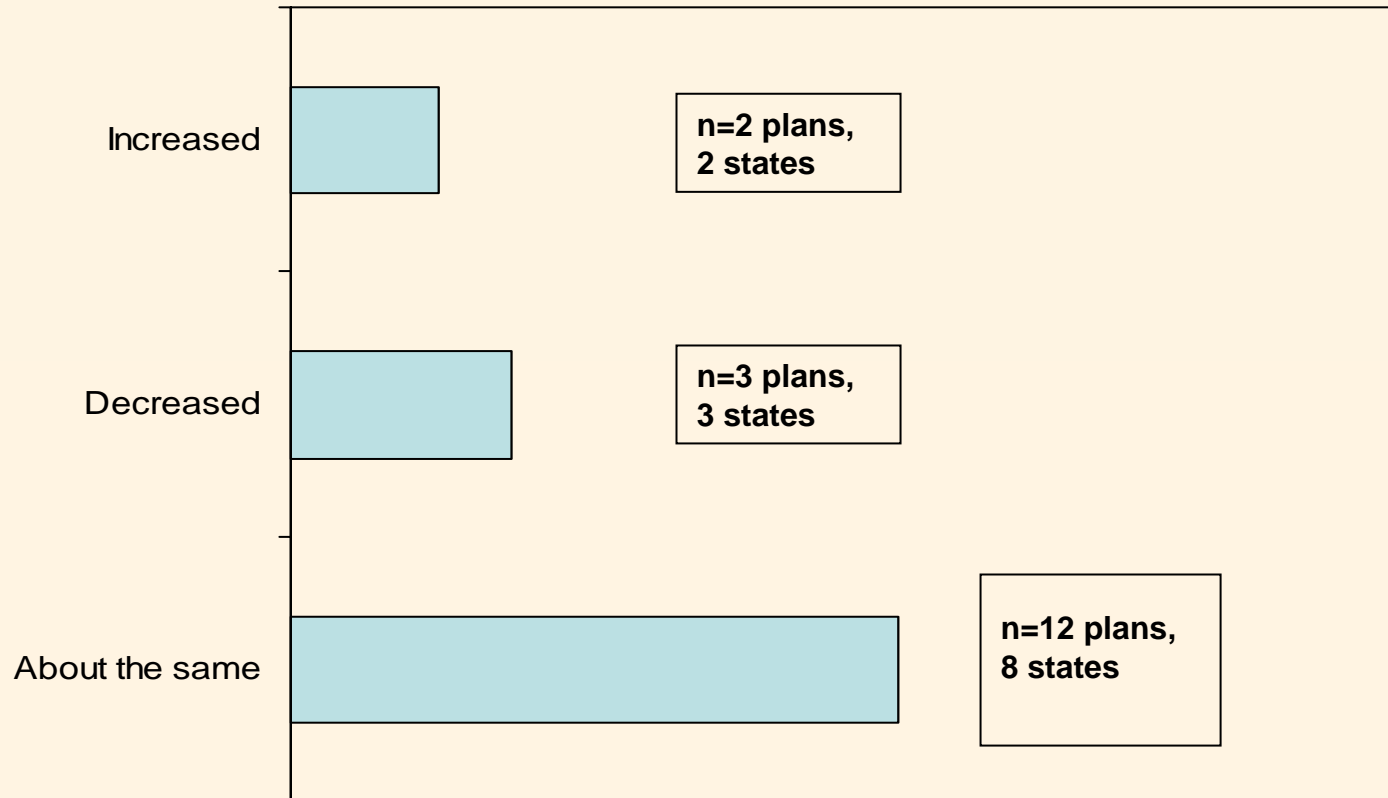 Increased
n=2 plans,
2 states
Decreased
n=3 plans,
3 states
About the same
n=12 plans,
8 states